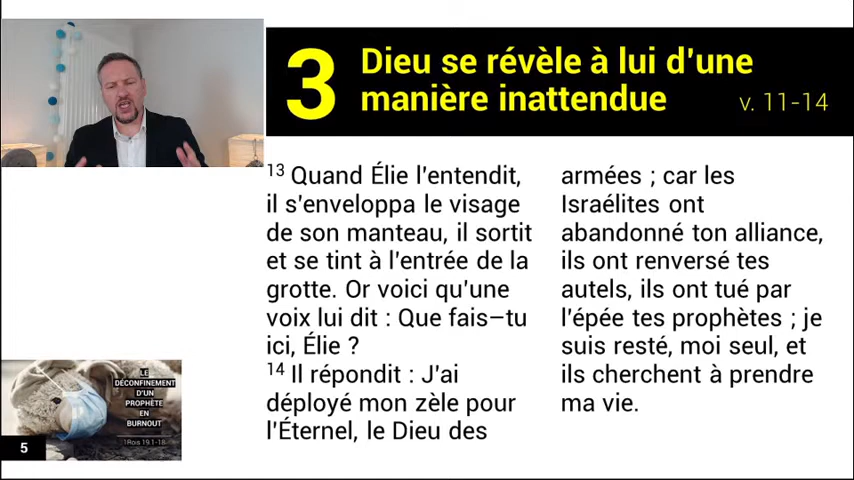 3
Dieu se révèle à lui d'une
manière inattendue
v. 11-14
13 Quand Élie l'entendit,
il s'enveloppa le visage
de son manteau, il sortit
et se tint à l'entrée de la
grotte. Or voici qu'une
voix lui dit : Que fais–tu
ici, Élie ?
14 Il répondit : J'ai
déployé mon zèle pour
l'Éternel, le Dieu des
armées ; car les
Israélites ont
abandonné ton alliance,
ils ont renversé tes
autels, ils ont tué par
l'épée tes prophètes ; je
suis resté, moi seul, et
ils cherchent à prendre
ma vie.
LE
DÉCONFINEMENT
D'UN
PROPHÈTE
EN
BURNOUT
1Rois 19.1-18
5